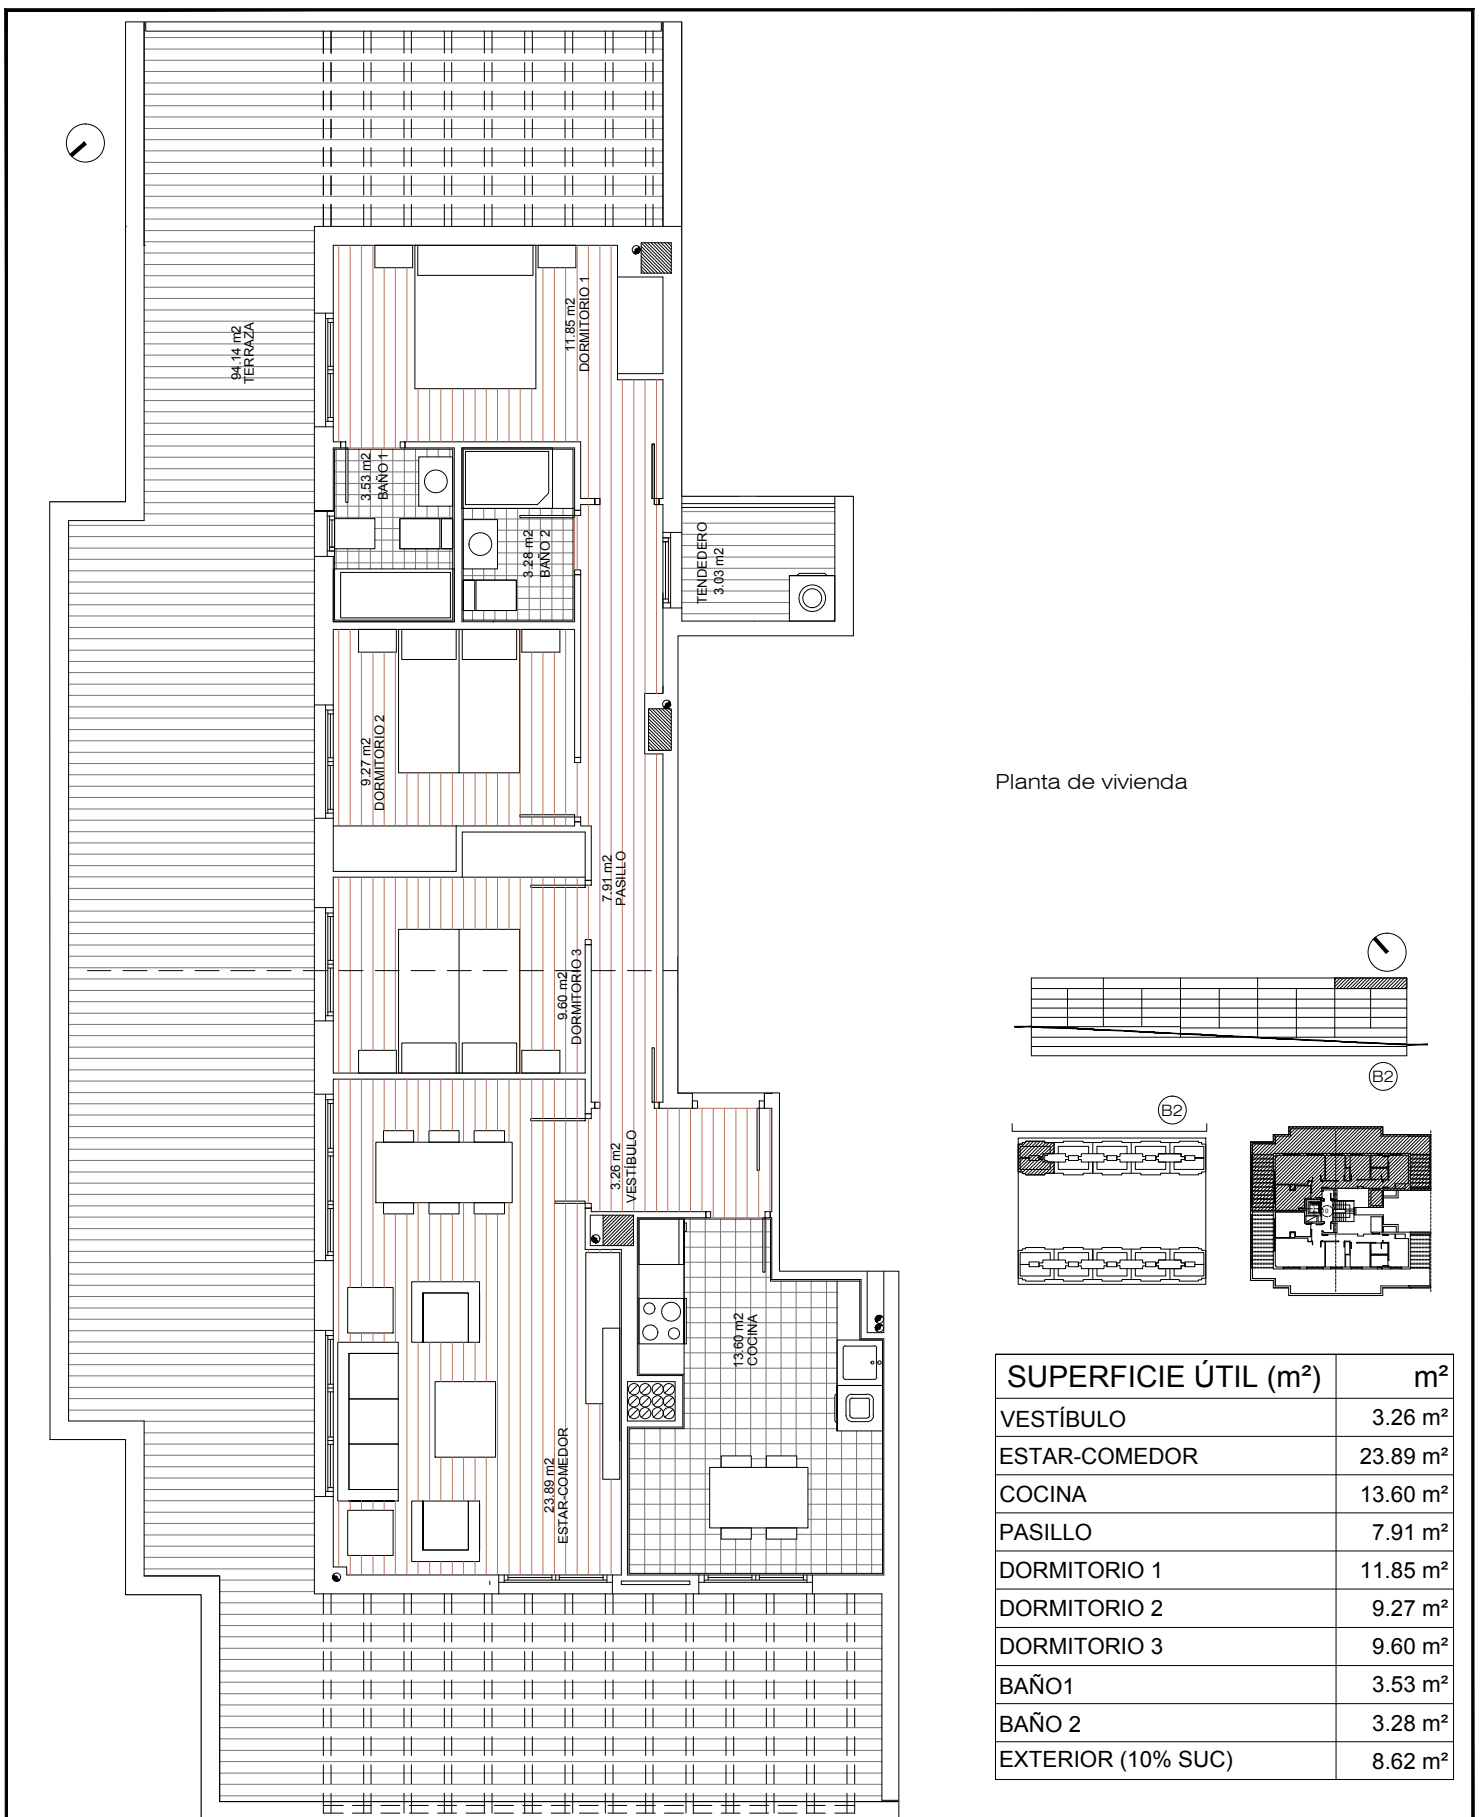 94.14 m2
TERRAZA
11.85 m2
DORMITORIO 1
3.53 m2
BAÑO 1
3.28 m2
BAÑO 2
TENDEDERO
3.03 m2
9.27 m2
DORMITORIO 2
7.91 m2
PASILLO
9.60 m2
DORMITORIO 3
3.26 m2
VESTÍBULO
13.60 m2
COCINA
23.89 m2
ESTAR-COMEDOR
Planta de vivienda
B2
B2
SUPERFICIE ÚTIL (m²) m²
VESTÍBULO 3.26 m²
ESTAR-COMEDOR 23.89 m²
COCINA 13.60 m²
PASILLO 7.91 m²
DORMITORIO 1 11.85 m²
DORMITORIO 2 9.27 m²
DORMITORIO 3 9.60 m²
BAÑO1 3.53 m²
BAÑO 2 3.28 m²
EXTERIOR (10% SUC) 8.62 m²